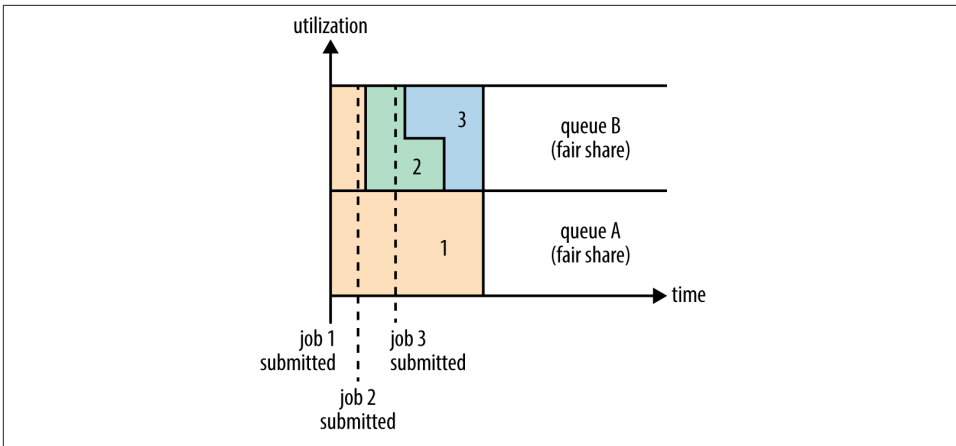 utilization
3
queue B
(fair share)
2
1
queue A
(fair share)
time
job 1
submitted
job 3
submitted
job 2
submitted